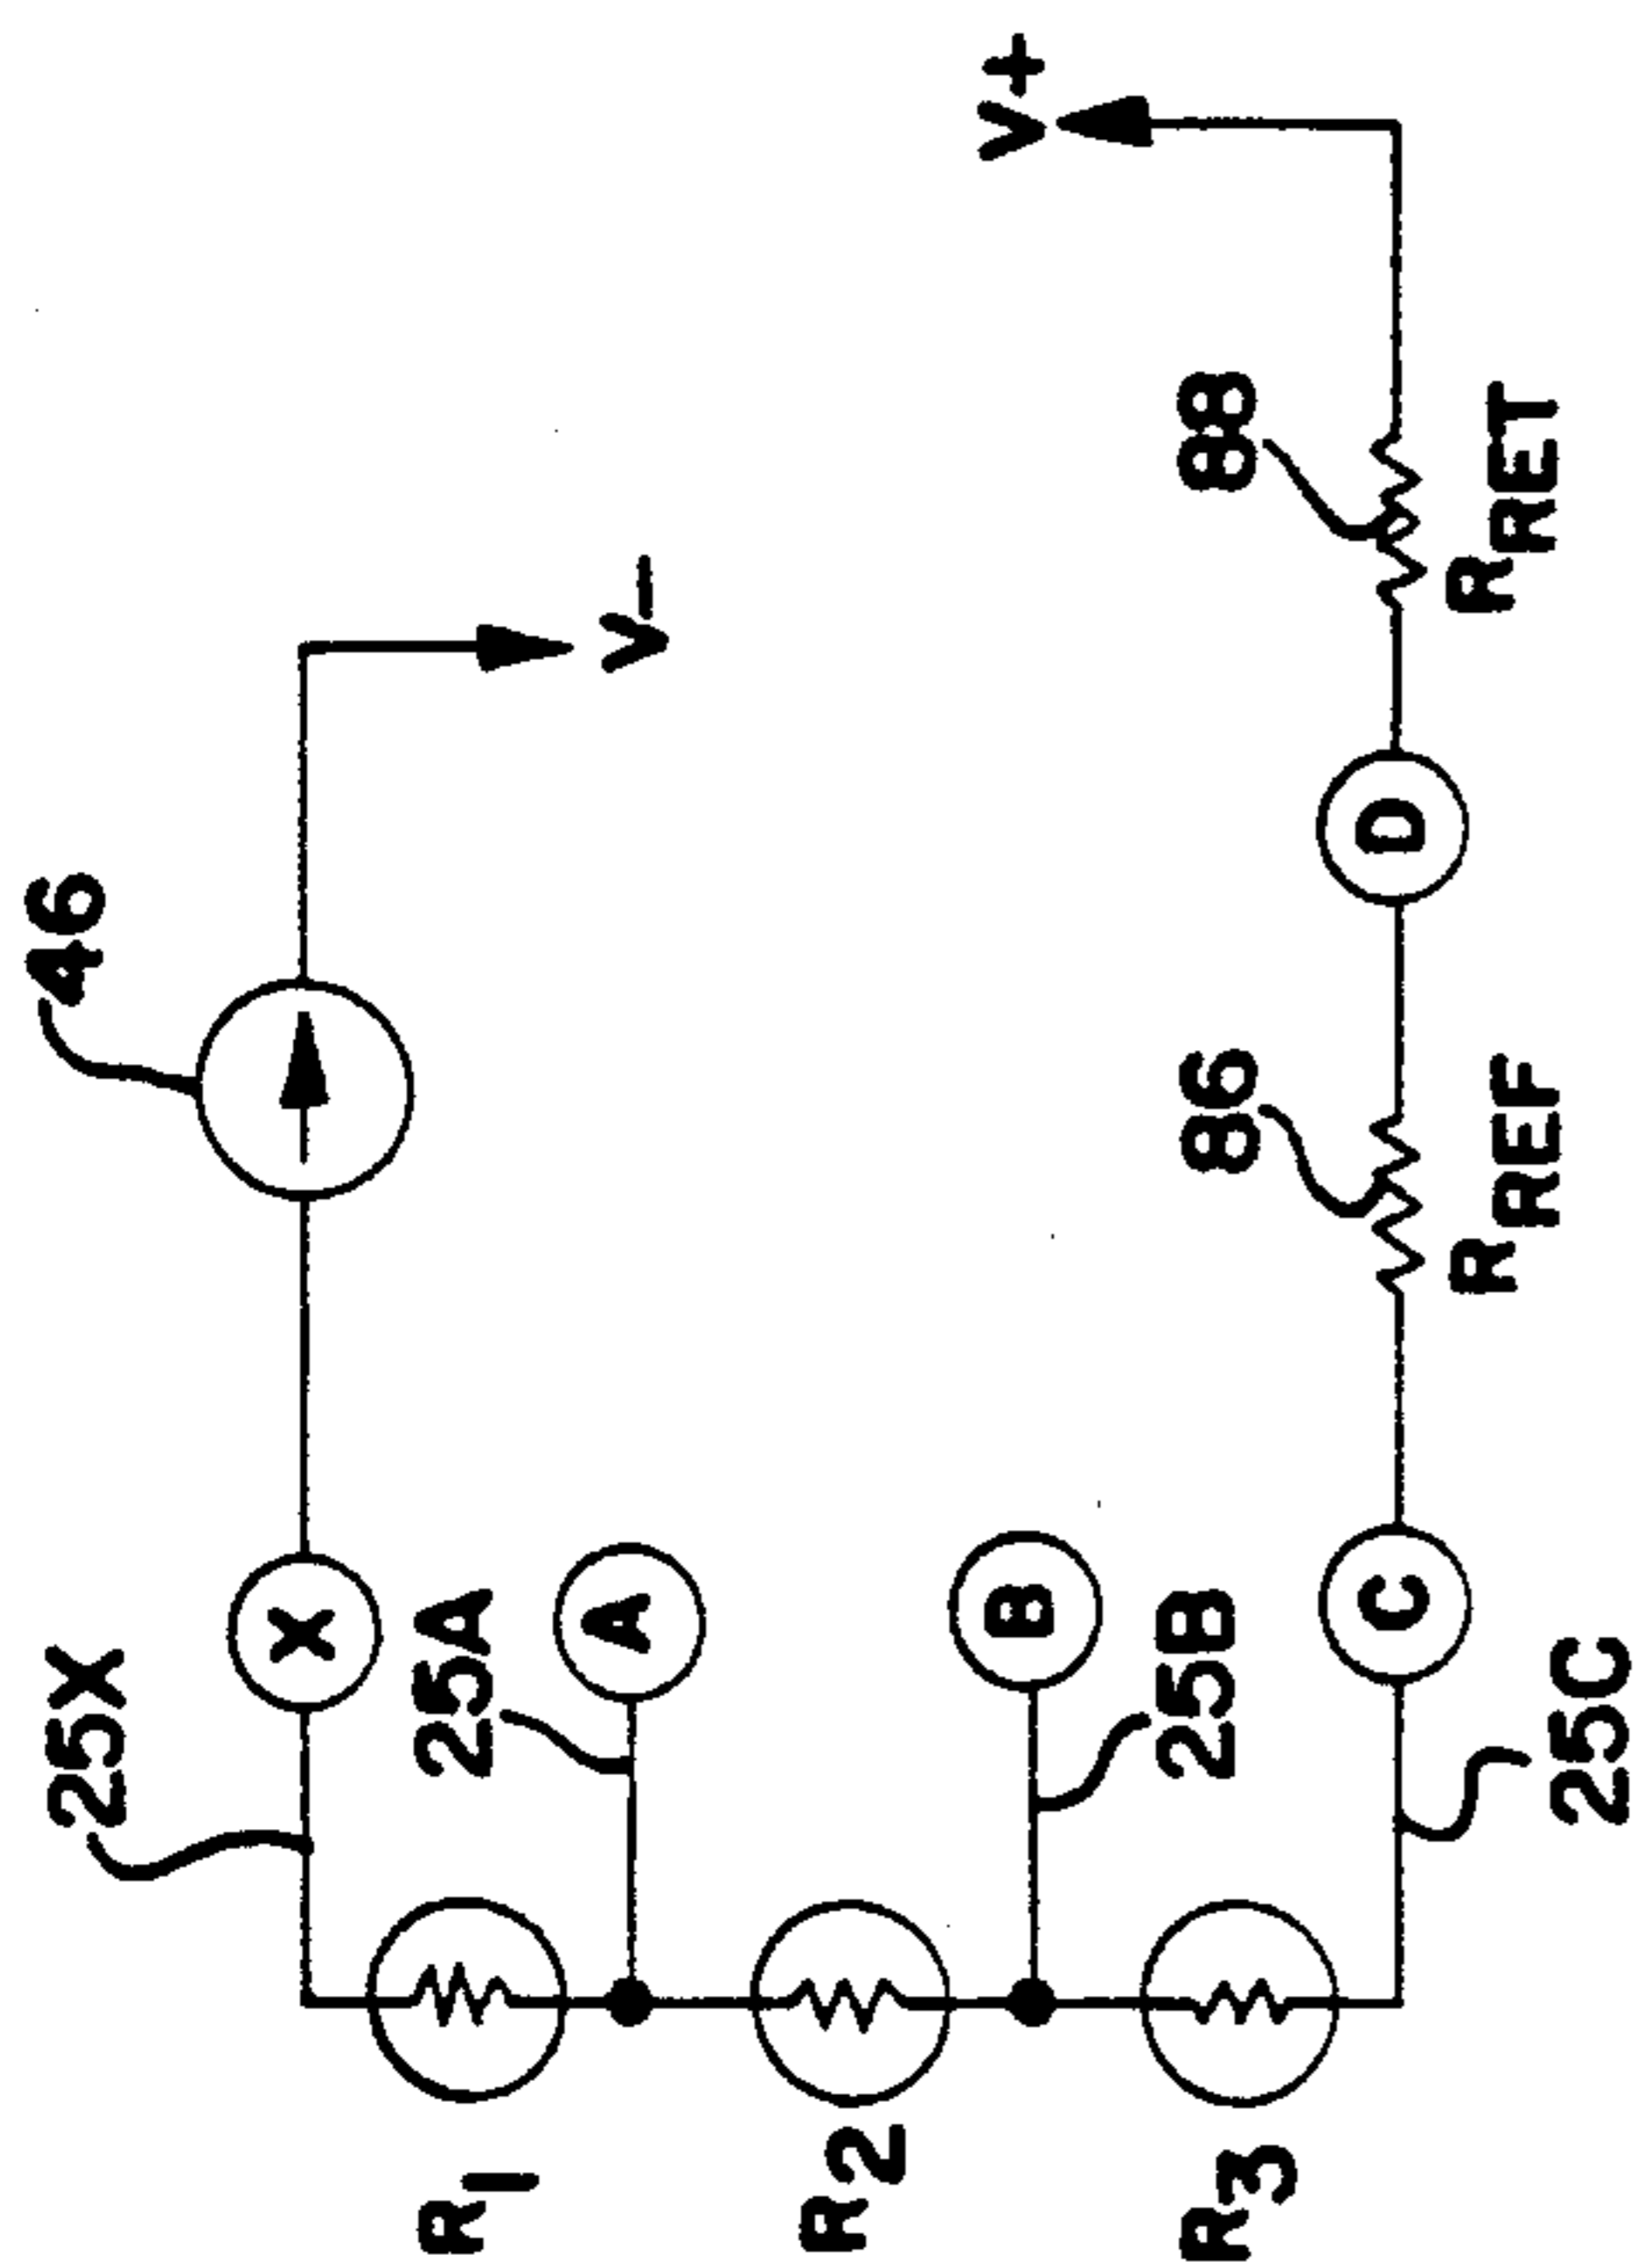 25X
46
X
R1
25A
A
V-
R2
V+
B
R3
25B
86
88
C
D
RREF
RRET
25C